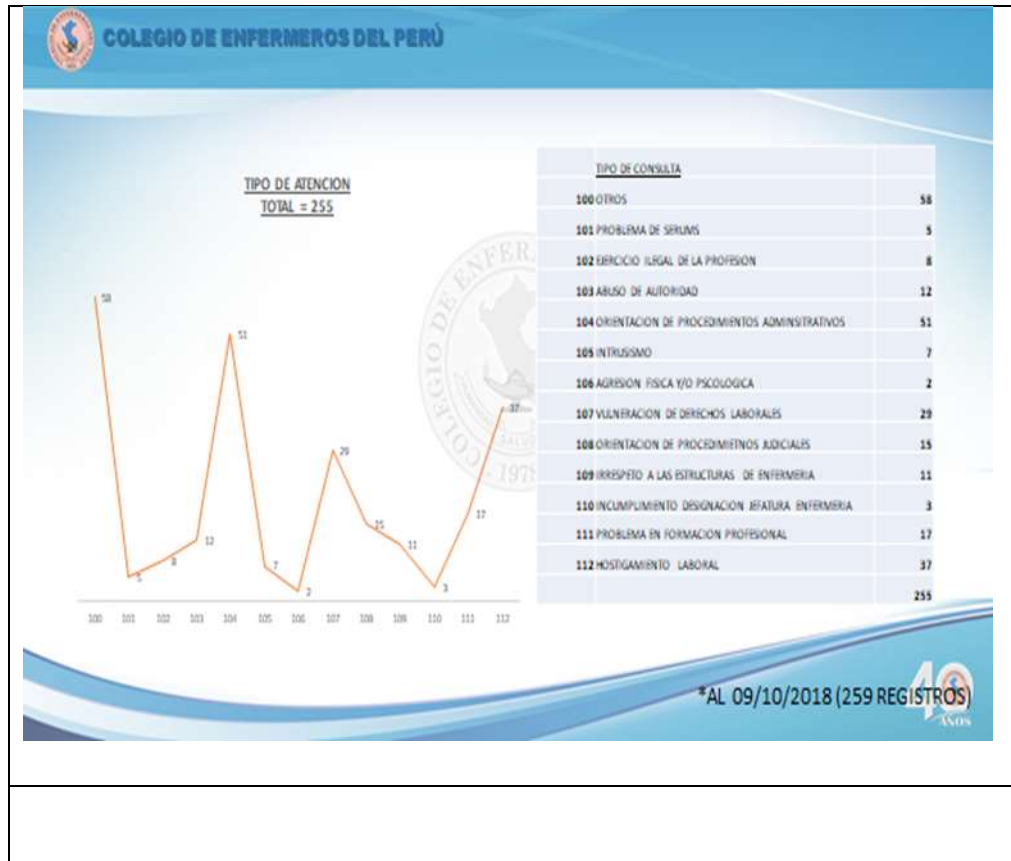 COLEGIO DE ENFERMEROS DEL PERÚ
TIPO DE ATENCION
TOTAL = 255
58
5
8
12
51
7
2
29
15
11
3
17
37
100 101 102 103 104 105 106 107 108 109 110 111 112
TIPO DE CONSULTA
100 OTROS 58
101 PROBLEMA DE SERUMS 5
102 EJERCICIO ILEGAL DE LA PROFESION 8
103 ABUSO DE AUTORIDAD 12
104 ORIENTACION DE PROCEDIMIENTOS ADMINSITRATIVOS 51
105 INTRUSISMO 7
106 AGRESION FISICA Y/O PSCOLOGICA 2
107 VULNERACION DE DERECHOS LABORALES 29
108 ORIENTACION DE PROCEDIMIETNOS JUDICIALES 15
109 IRRESPETO A LAS ESTRUCTURAS DE ENFERMERIA 11
110 INCUMPLIMIENTO DESIGNACION JEFATURA ENFERMERIA 3
111 PROBLEMA EN FORMACION PROFESIONAL 17
112 HOSTIGAMIENTO LABORAL 37
255
COLEGIO DE ENFER
1978
*AL 09/10/2018 (259 REGISTROS)
40
AÑOS